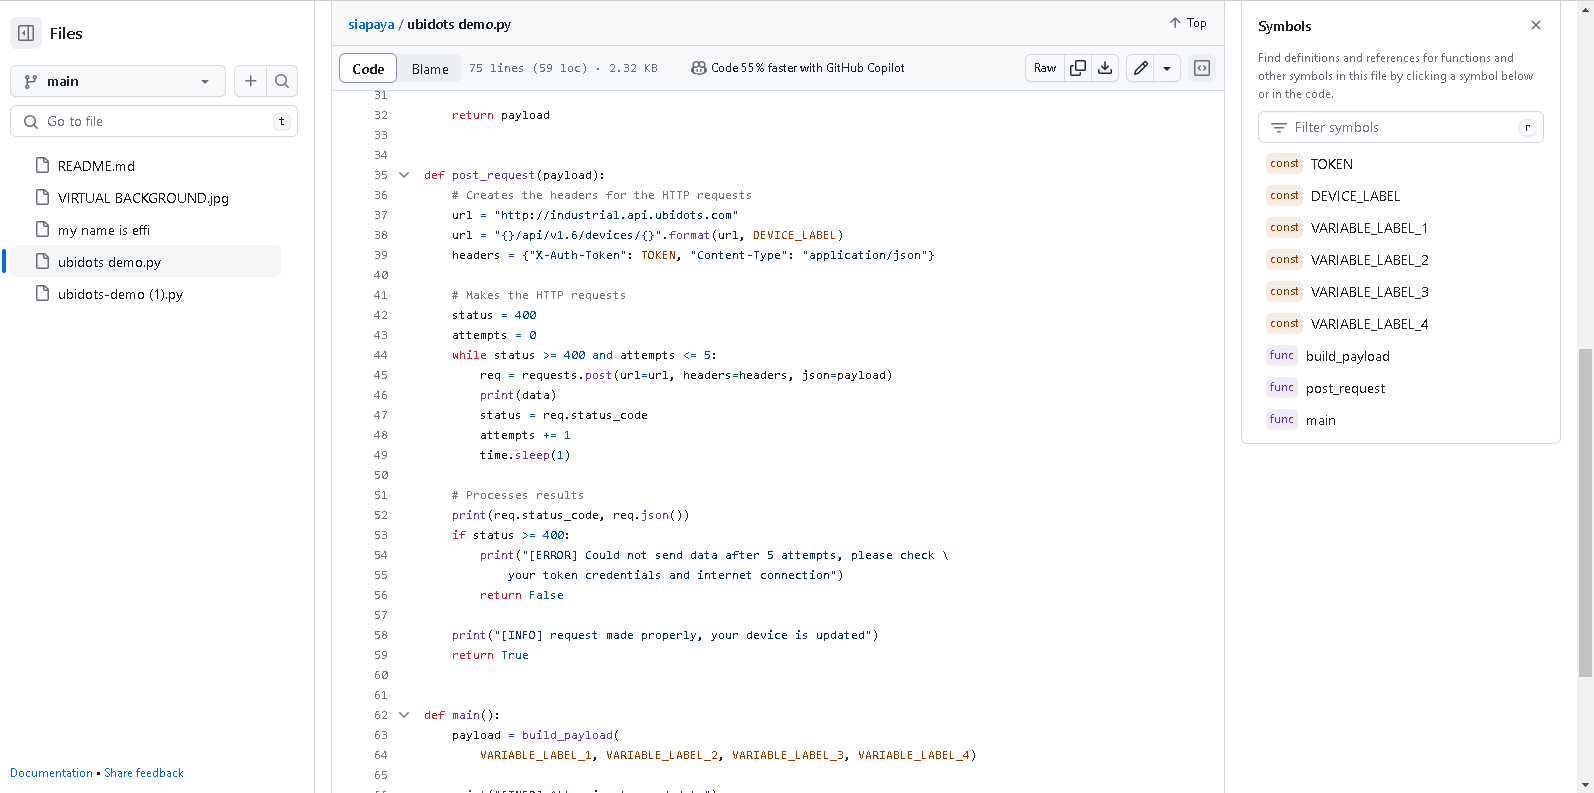 Files
main
Go to file
t
README.md
VIRTUAL BACKGROUND.jpg
my name is effi
ubidots demo.py
ubidots-demo (1).py
Documentation • Share feedback
siapaya / ubidots demo.py
Top
Code Blame 75 lines (59 loc) · 2.32 KB Code 55% faster with GitHub Copilot Raw
31
32 return payload
33
34
35 def post_request(payload):
36 # Creates the headers for the HTTP requests
37 url = "http://industrial.api.ubidots.com"
38 url = "{}/api/v1.6/devices/{}".format(url, DEVICE_LABEL)
39 headers = {"X-Auth-Token": TOKEN, "Content-Type": "application/json"}
40
41 # Makes the HTTP requests
42 status = 400
43 attempts = 0
44 while status >= 400 and attempts <= 5:
45 req = requests.post(url=url, headers=headers, json=payload)
46 print(data)
47 status = req.status_code
48 attempts += 1
49 time.sleep(1)
50
51 # Processes results
52 print(req.status_code, req.json())
53 if status >= 400:
54 print("[ERROR] Could not send data after 5 attempts, please check \
55 your token credentials and internet connection")
56 return False
57
58 print("[INFO] request made properly, your device is updated")
59 return True
60
61
62 def main():
63 payload = build_payload(
64 VARIABLE_LABEL_1, VARIABLE_LABEL_2, VARIABLE_LABEL_3, VARIABLE_LABEL_4)
65
Symbols
Find definitions and references for functions and
other symbols in this file by clicking a symbol below
or in the code.
Filter symbols
r
const TOKEN
const DEVICE_LABEL
const VARIABLE_LABEL_1
const VARIABLE_LABEL_2
const VARIABLE_LABEL_3
const VARIABLE_LABEL_4
func build_payload
func post_request
func main